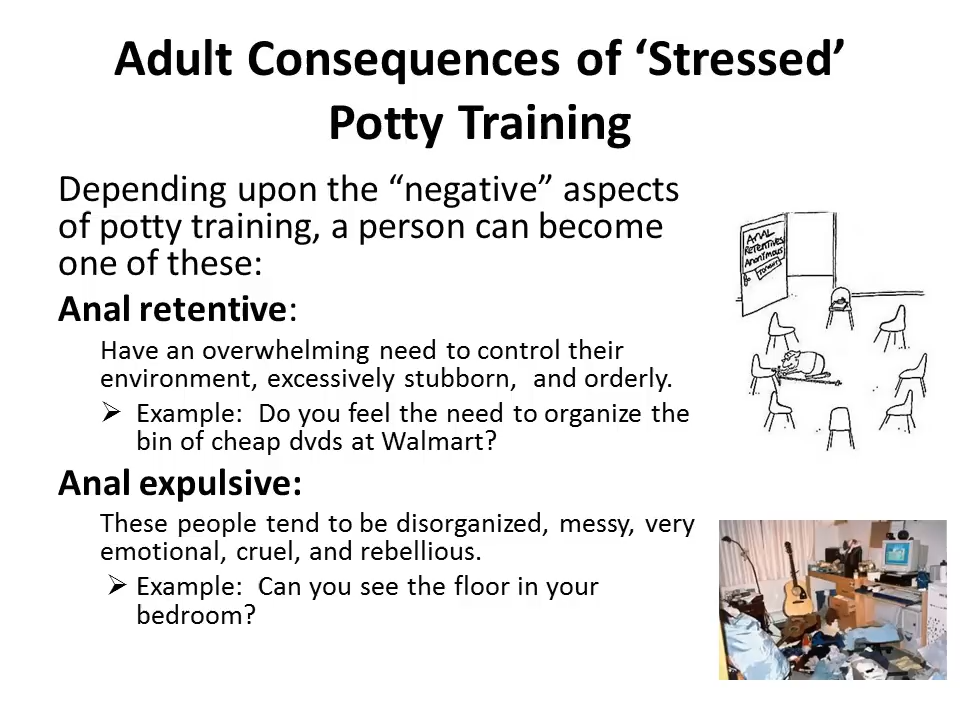 Adult Consequences of ‘Stressed’
Potty Training
Depending upon the “negative” aspects
of potty training, a person can become
one of these:
Anal retentive:
Have an overwhelming need to control their
environment, excessively stubborn,  and orderly.
Example:  Do you feel the need to organize the
bin of cheap dvds at Walmart?
Anal expulsive:
These people tend to be disorganized, messy, very
emotional, cruel, and rebellious.
Example:  Can you see the floor in your
bedroom?
ANAL
RETENTIVES
ANONIMOUS
TONIGHT